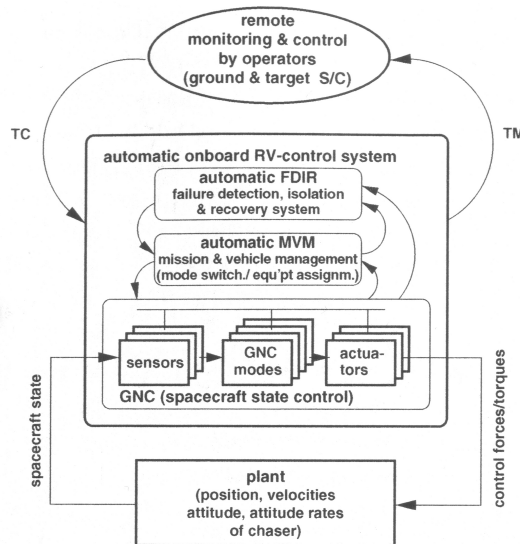 remote
monitoring & control
by operators
(ground & target S/C)
TC
TM
automatic onboard RV-control system
automatic FDIR
failure detection, isolation
& recovery system
automatic MVM
mission & vehicle management
(mode switch./ equ'pt assignm.)
sensors
GNC
modes
actua-
tors
GNC (spacecraft state control)
spacecraft state
control forces/torques
plant
(position, velocities
attitude, attitude rates
of chaser)